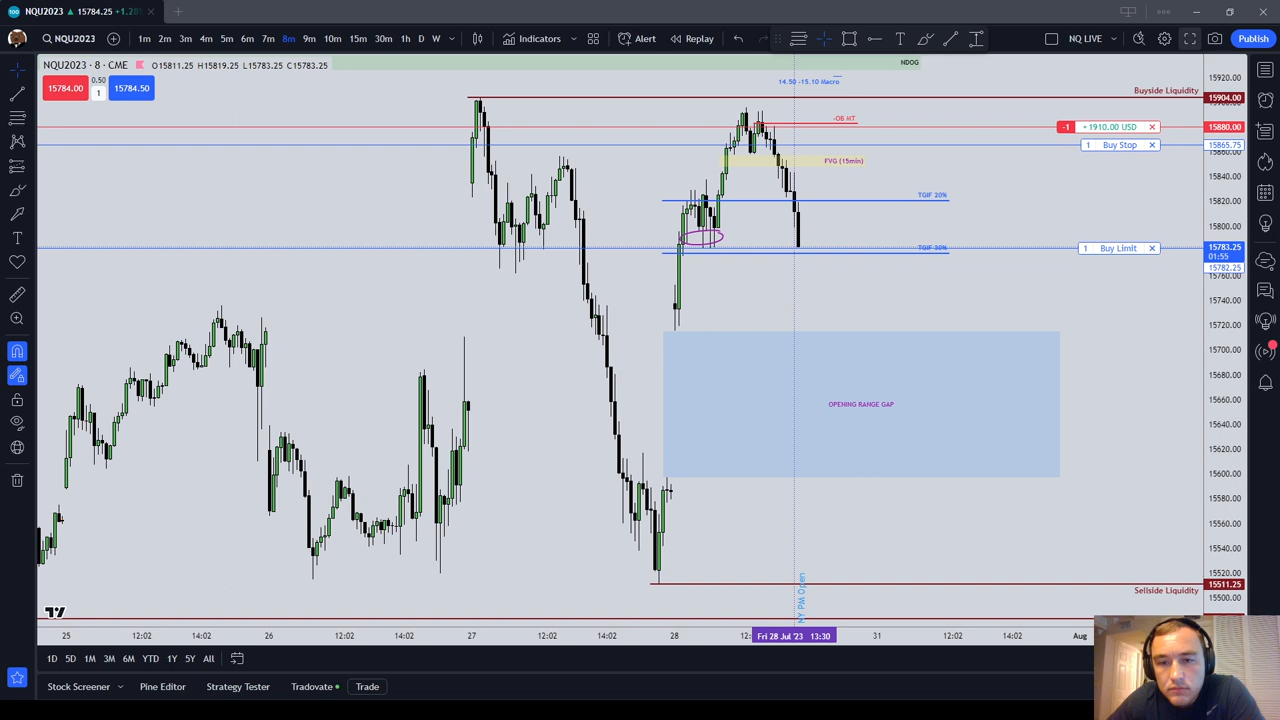 NQU2023 ▲ 15784.25 +1.28
NQU2023 1m 2m 3m 4m 5m 6m 7m 8m 9m 10m 15m 30m 1h D W Indicators Alert Replay NQ LIVE Publish
NQU2023 · 8 · CME O15811.25 H15819.25 L15783.25 C15783.25
15784.00 0.50 1 15784.50
NDOG
14.50 -15.10 Macro
Buyside Liquidity
-OB MT
-1 +1910.00 USD
1 Buy Stop
FVG (15min)
TGIF 20%
TGIF 30%
1 Buy Limit
OPENING RANGE GAP
Sellside Liquidity
NY PM Open
15920.00
15904.00
15880.00
15865.75
15840.00
15820.00
15800.00
15783.25
01:55
15782.25
15760.00
15740.00
15720.00
15700.00
15680.00
15660.00
15640.00
15620.00
15600.00
15580.00
15560.00
15540.00
15520.00
15511.25
15500.00
25 12:02 14:02 26 12:02 14:02 27 12:02 14:02 28 Fri 28 Jul '23 13:30 31 12:02 14:02 Aug
1D 5D 1M 3M 6M YTD 1Y 5Y All
Stock Screener Pine Editor Strategy Tester Tradovate Trade